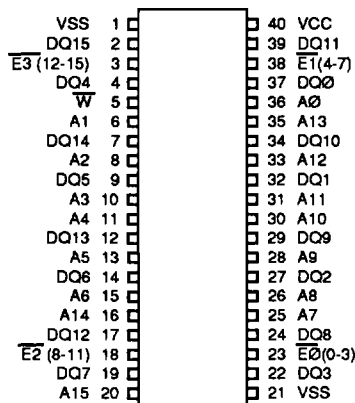 VSS 1 40 VCC
DQ15 2 39 DQ11
E3 (12-15) 3 38 E1(4-7)
DQ4 4 37 DQØ
W 5 36 AØ
A1 6 35 A13
DQ14 7 34 DQ10
A2 8 33 A12
DQ5 9 32 DQ1
A3 10 31 A11
A4 11 30 A10
DQ13 12 29 DQ9
A5 13 28 A9
DQ6 14 27 DQ2
A6 15 26 A8
A14 16 25 A7
DQ12 17 24 DQ8
E2 (8-11) 18 23 EØ(0-3)
DQ7 19 22 DQ3
A15 20 21 VSS